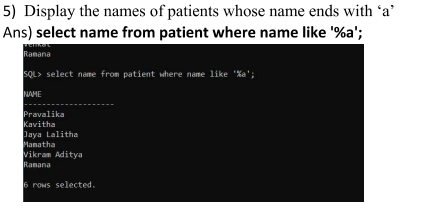 5) Display the names of patients whose name ends with ‘a’
Ans) select name from patient where name like '%a';
Venkat
Ramana
SQL> select name from patient where name like '%a';
NAME
--------------------
Pravalika
Kavitha
Jaya Lalitha
Mamatha
Vikram Aditya
Ramana
6 rows selected.